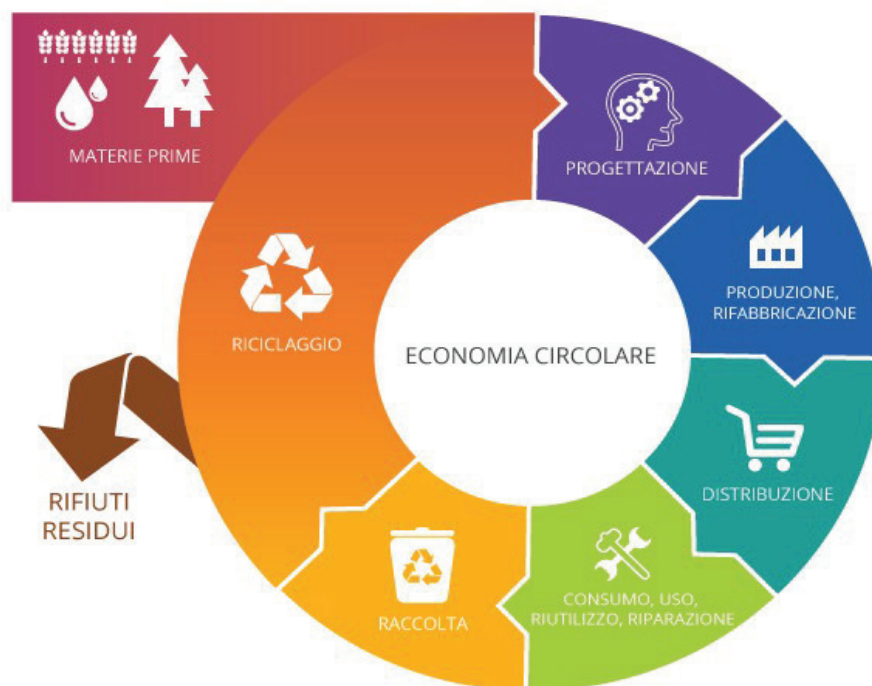 MATERIE PRIME
PROGETTAZIONE
PRODUZIONE,
RIFABBRICAZIONE
DISTRIBUZIONE
CONSUMO, USO,
RIUTILIZZO, RIPARAZIONE
RACCOLTA
RICICLAGGIO
RIFIUTI
RESIDUI
ECONOMIA CIRCOLARE